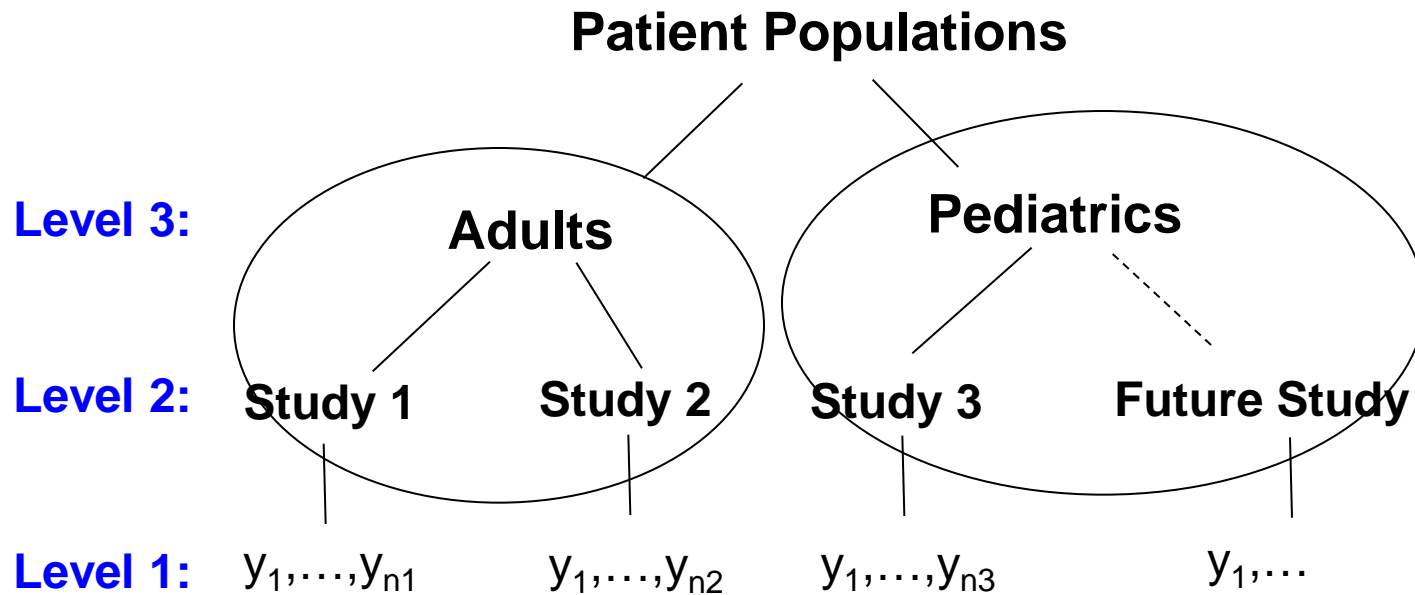 Patient Populations
Level 3: Adults Pediatrics
Level 2: Study 1 Study 2 Study 3 Future Study
Level 1: y1,…,yn1 y1,…,yn2 y1,…,yn3 y1,…